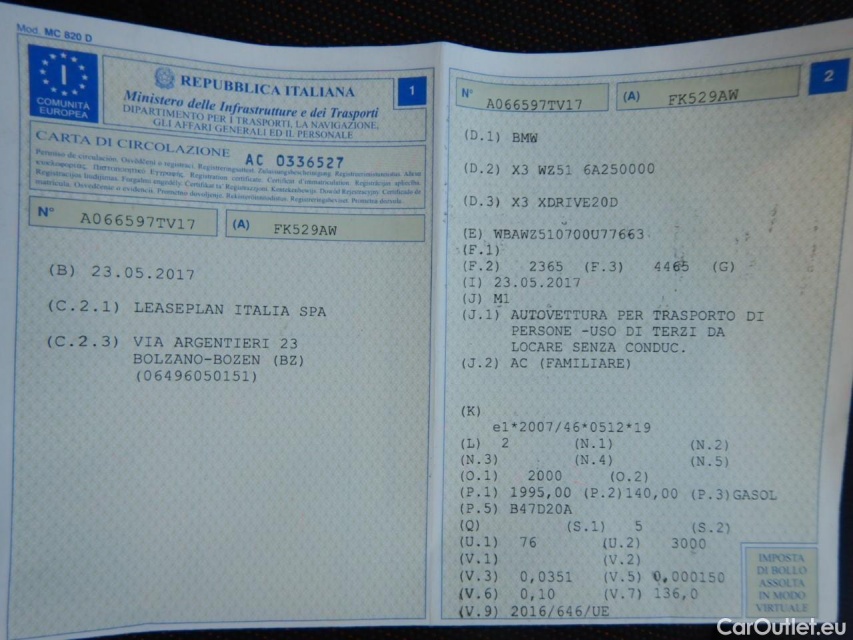 Mod. MC 820 D
I
COMUNITÀ
EUROPEA
REPUBBLICA ITALIANA
Ministero delle Infrastrutture e dei Trasporti
DIPARTIMENTO PER I TRASPORTI, LA NAVIGAZIONE,
GLI AFFARI GENERALI ED IL PERSONALE
1
CARTA DI CIRCOLAZIONE
AC 0336527
N° A066597TV17 (A) FK529AW
(B) 23.05.2017
(C.2.1) LEASEPLAN ITALIA SPA
(C.2.3) VIA ARGENTIERI 23
BOLZANO-BOZEN (BZ)
(06496050151)
2
N° A066597TV17 (A) FK529AW
(D.1) BMW
(D.2) X3 WZ51 6A250000
(D.3) X3 XDRIVE20D
(E) WBAWZ510700U77663
(F.1)
(F.2) 2365 (F.3) 4465 (G)
(I) 23.05.2017
(J) M1
(J.1) AUTOVETTURA PER TRASPORTO DI
PERSONE -USO DI TERZI DA
LOCARE SENZA CONDUC.
(J.2) AC (FAMILIARE)
(K)
e1*2007/46*0512*19
(L) 2 (N.1) (N.2)
(N.3) (N.4) (N.5)
(O.1) 2000 (O.2)
(P.1) 1995,00 (P.2)140,00 (P.3)GASOL
(P.5) B47D20A
(Q) (S.1) 5 (S.2)
(U.1) 76 (U.2) 3000
(V.1) (V.2)
(V.3) 0,0351 (V.5) 0,000150
(V.6) 0,10 (V.7) 136,0
(V.9) 2016/646/UE
IMPOSTA
DI BOLLO
ASSOLTA
IN MODO
VIRTUALE
CarOutlet.eu